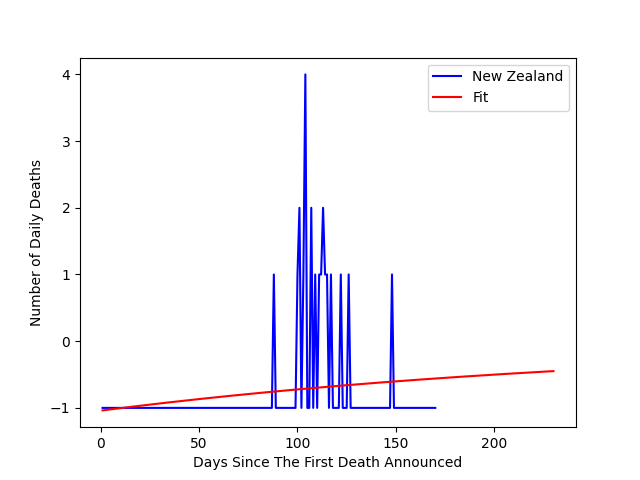 New Zealand
Fit
4
3
2
1
0
−1
Number of Daily Deaths
0 50 100 150 200
Days Since The First Death Announced